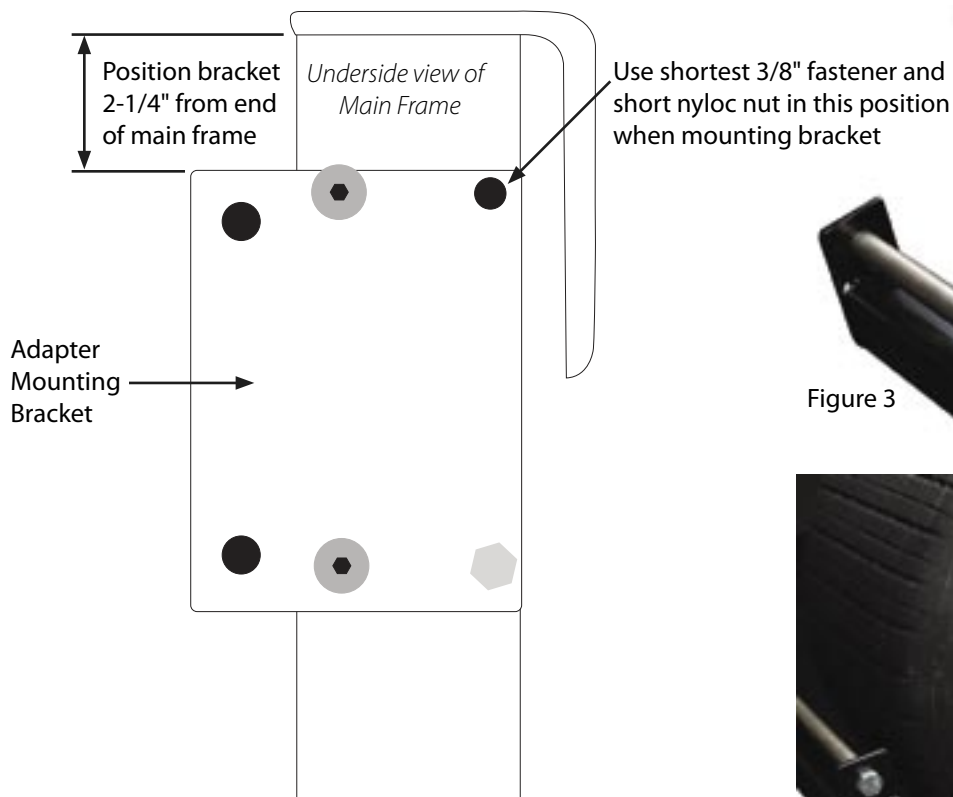 Position bracket
2-1/4" from end
of main frame
Underside view of
Main Frame
Use shortest 3/8" fastener and
short nyloc nut in this position
when mounting bracket
Adapter
Mounting
Bracket
Figure 3